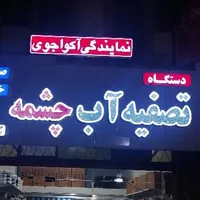 نمایندگی آکواجوی
دستگاه
تصفیه آب چشمه